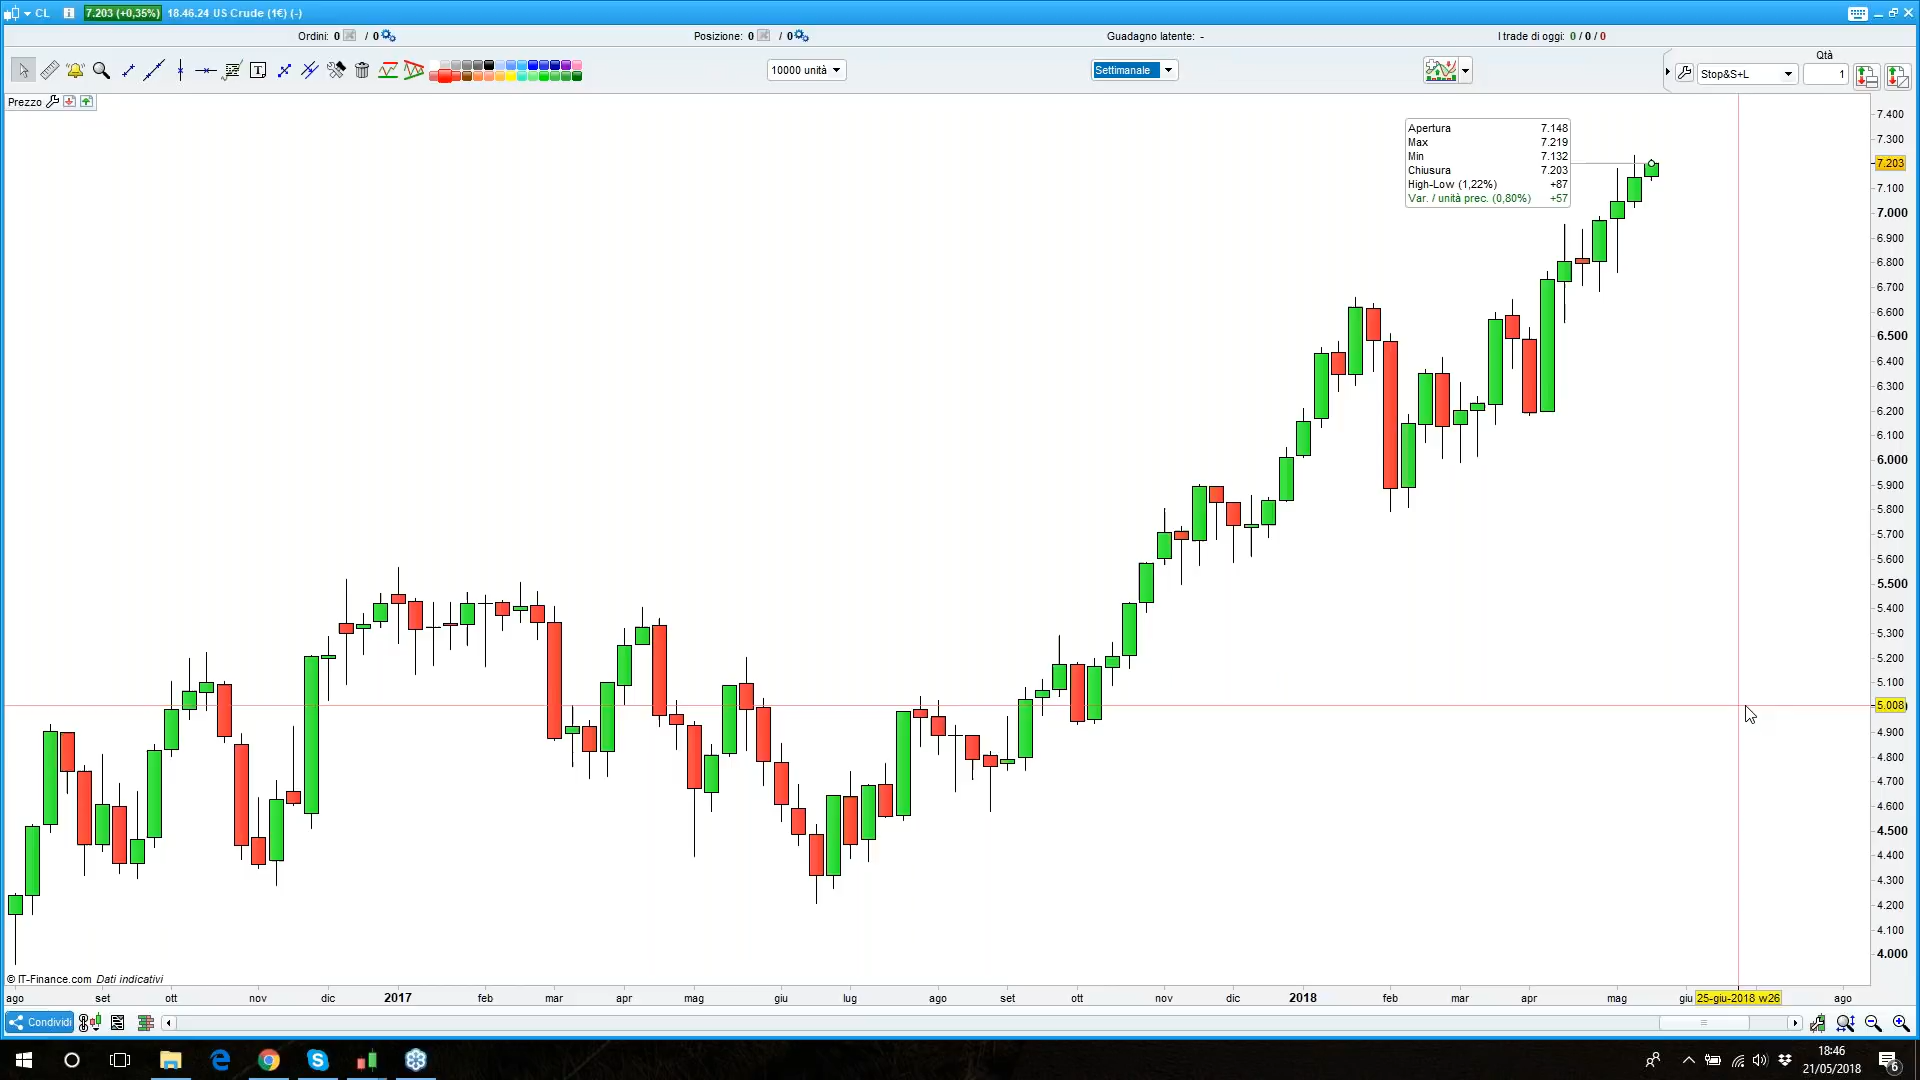 CL 7.203 (+0,35%) 18.46.24 US Crude (1€) (-)
Ordini: 0 / 0 Posizione: 0 / 0 Guadagno latente: - I trade di oggi: 0 / 0 / 0
10000 unità Settimanale Stop&S+L Qtà 1
Prezzo
Apertura 7.148
Max 7.219
Min 7.132
Chiusura 7.203
High-Low (1,22%) +87
Var. / unità prec. (0,80%) +57
7.400
7.300
7.203
7.100
7.000
6.900
6.800
6.700
6.600
6.500
6.400
6.300
6.200
6.100
6.000
5.900
5.800
5.700
5.600
5.500
5.400
5.300
5.200
5.100
5.008
4.900
4.800
4.700
4.600
4.500
4.400
4.300
4.200
4.100
4.000
© IT-Finance.com Dati indicativi
ago set ott nov dic 2017 feb mar apr mag giu lug ago set ott nov dic 2018 feb mar apr mag giu 25-giu-2018 w26 ago
Condividi
18:46
21/05/2018
6